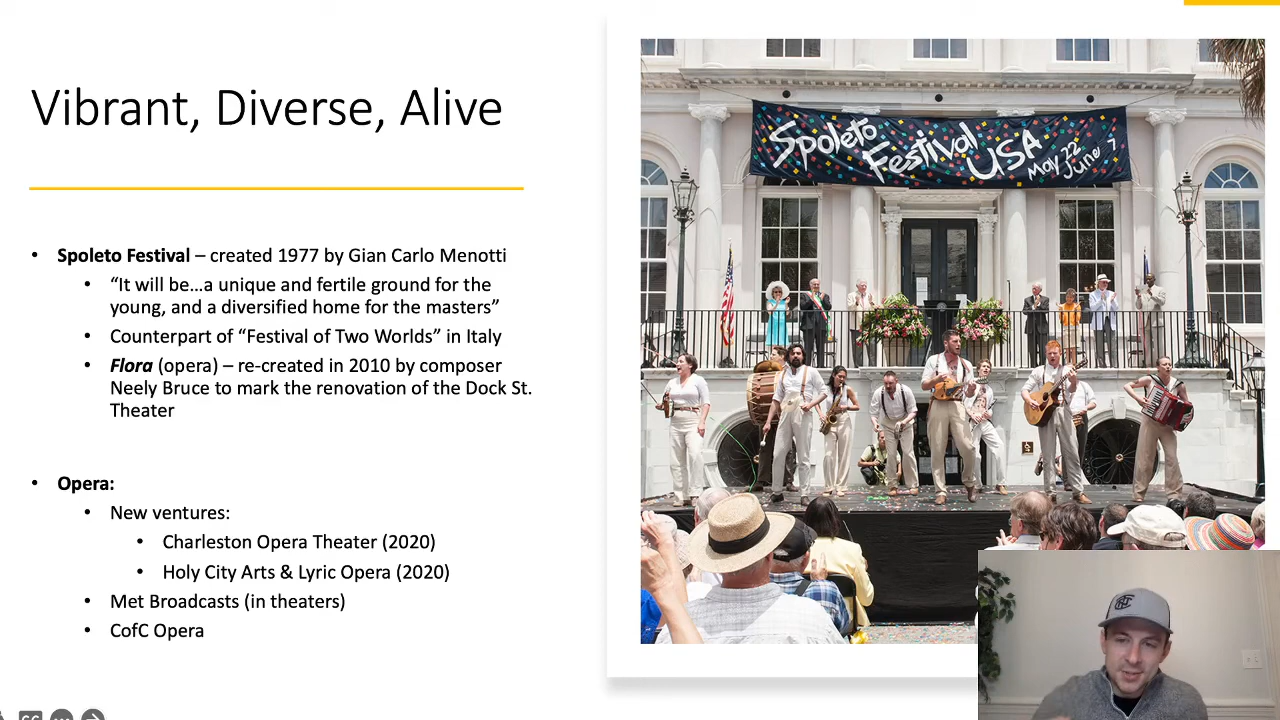 Vibrant, Diverse, Alive
• Spoleto Festival – created 1977 by Gian Carlo Menotti
• “It will be...a unique and fertile ground for the
young, and a diversified home for the masters”
• Counterpart of “Festival of Two Worlds” in Italy
• Flora (opera) – re-created in 2010 by composer
Neely Bruce to mark the renovation of the Dock St.
Theater
• Opera:
• New ventures:
• Charleston Opera Theater (2020)
• Holy City Arts & Lyric Opera (2020)
• Met Broadcasts (in theaters)
• CofC Opera
Spoleto
Festival
USA
May 22
June 7